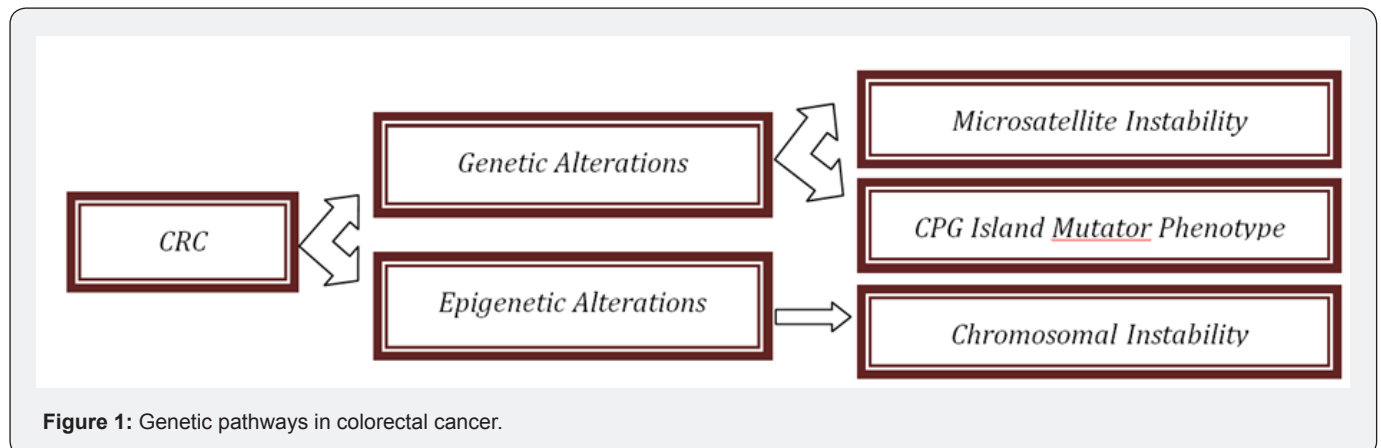 CRC
Genetic Alterations
Epigenetic Alterations
Microsatellite Instability
CPG Island Mutator Phenotype
Chromosomal Instability
Figure 1: Genetic pathways in colorectal cancer.